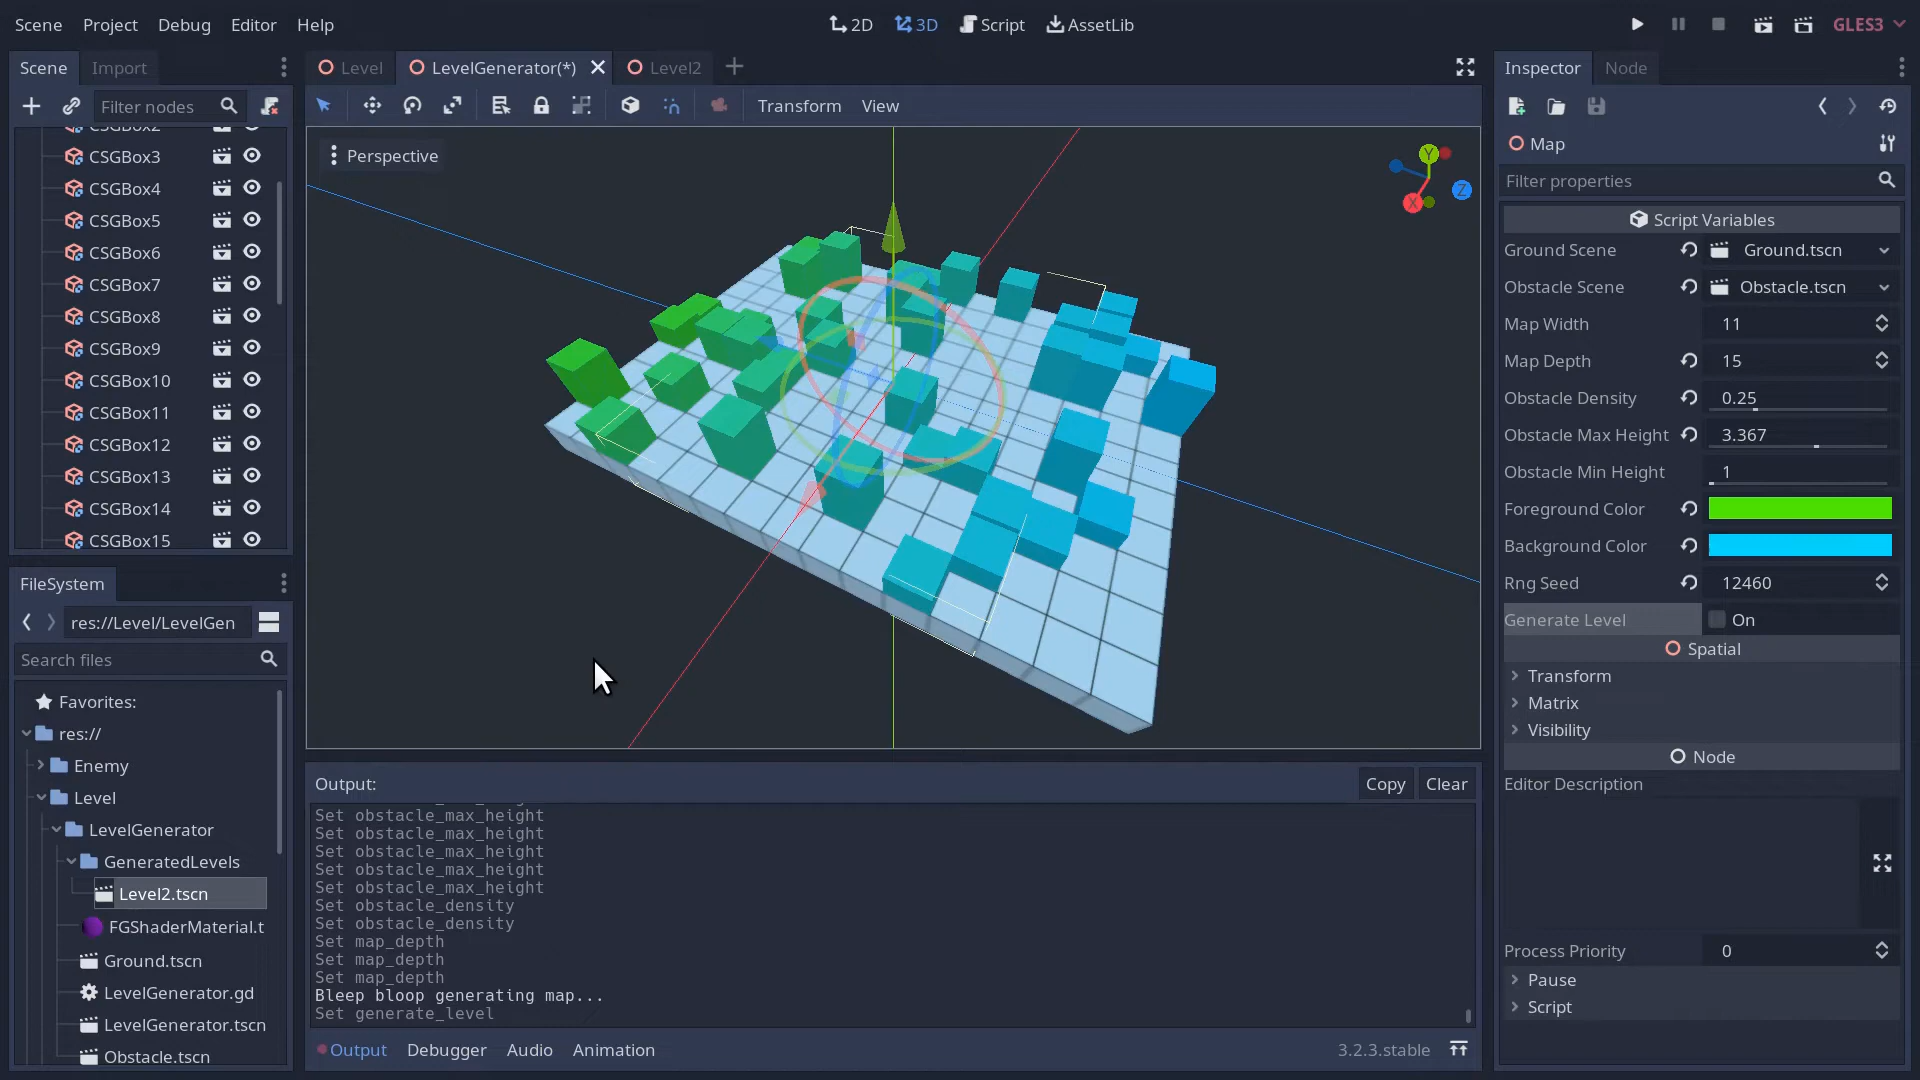 Scene Project Debug Editor Help
2D 3D Script AssetLib
GLES3
Scene Import
Filter nodes
CSGBox2
CSGBox3
CSGBox4
CSGBox5
CSGBox6
CSGBox7
CSGBox8
CSGBox9
CSGBox10
CSGBox11
CSGBox12
CSGBox13
CSGBox14
CSGBox15
FileSystem
res://Level/LevelGen
Search files
Favorites:
res://
Enemy
Level
LevelGenerator
GeneratedLevels
Level2.tscn
FGShaderMaterial.t
Ground.tscn
LevelGenerator.gd
LevelGenerator.tscn
Obstacle.tscn
Level LevelGenerator(*) Level2
Transform View
Perspective
Y
Z
X
Output:
Copy Clear
Set obstacle_max_height
Set obstacle_max_height
Set obstacle_max_height
Set obstacle_max_height
Set obstacle_max_height
Set obstacle_density
Set obstacle_density
Set map_depth
Set map_depth
Set map_depth
Bleep bloop generating map...
Set generate_level
Output Debugger Audio Animation
3.2.3.stable
Inspector Node
Map
Filter properties
Script Variables
Ground Scene Ground.tscn
Obstacle Scene Obstacle.tscn
Map Width 11
Map Depth 15
Obstacle Density 0.25
Obstacle Max Height 3.367
Obstacle Min Height 1
Foreground Color
Background Color
Rng Seed 12460
Generate Level On
Spatial
Transform
Matrix
Visibility
Node
Editor Description
Process Priority 0
Pause
Script